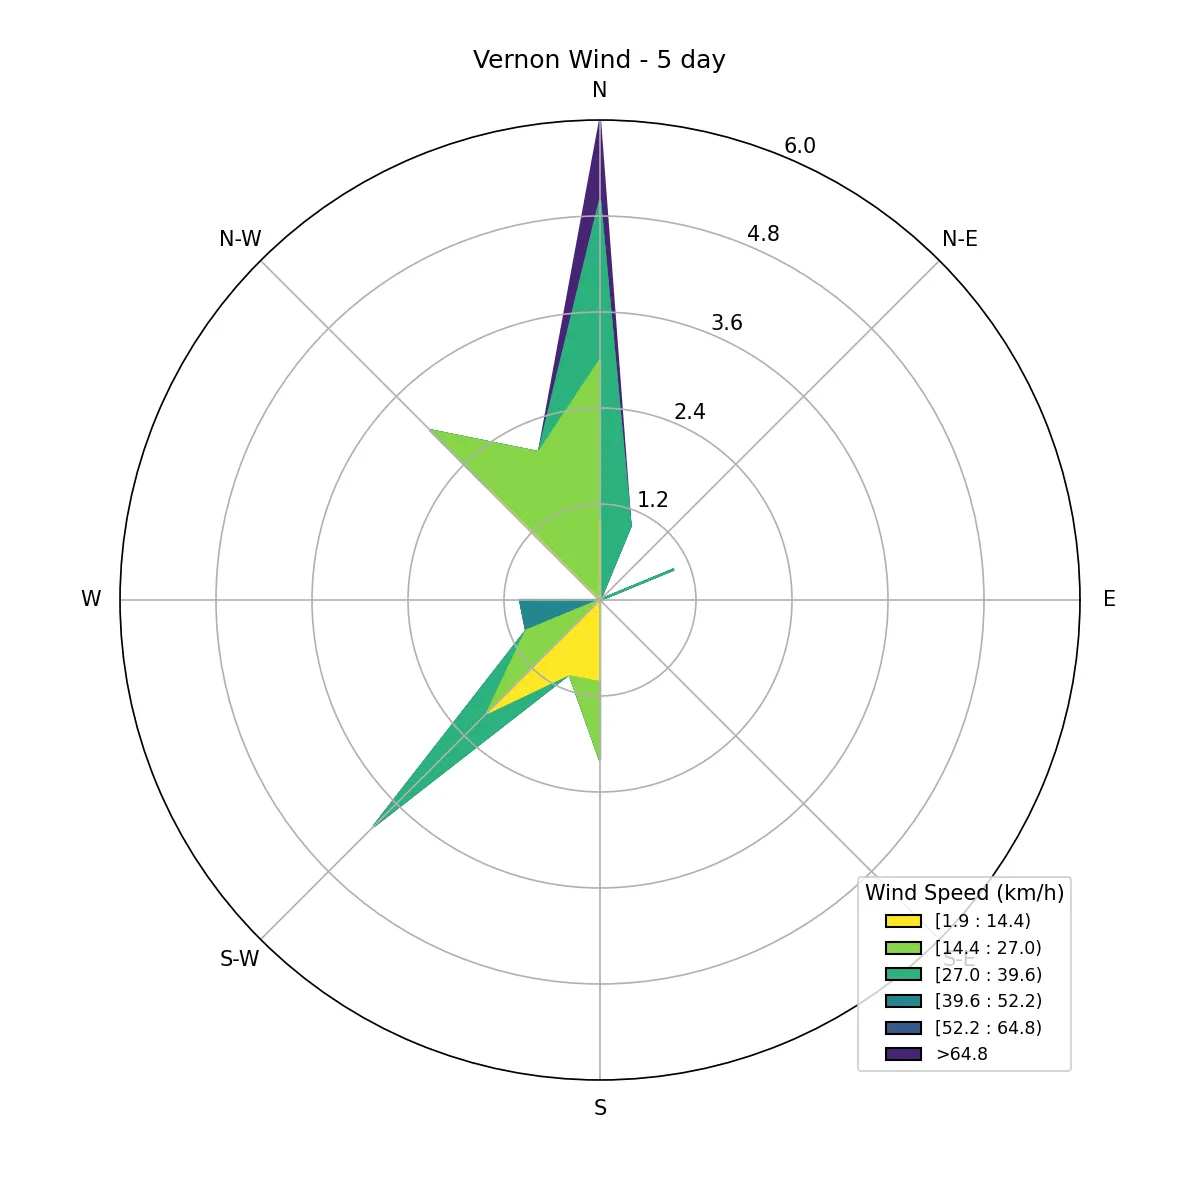 Vernon Wind - 5 day
N
6.0
N-W
4.8
N-E
3.6
2.4
1.2
W
E
Wind Speed (km/h)
[1.9 : 14.4)
[14.4 : 27.0)
[27.0 : 39.6)
[39.6 : 52.2)
[52.2 : 64.8)
>64.8
S-W
S-E
S